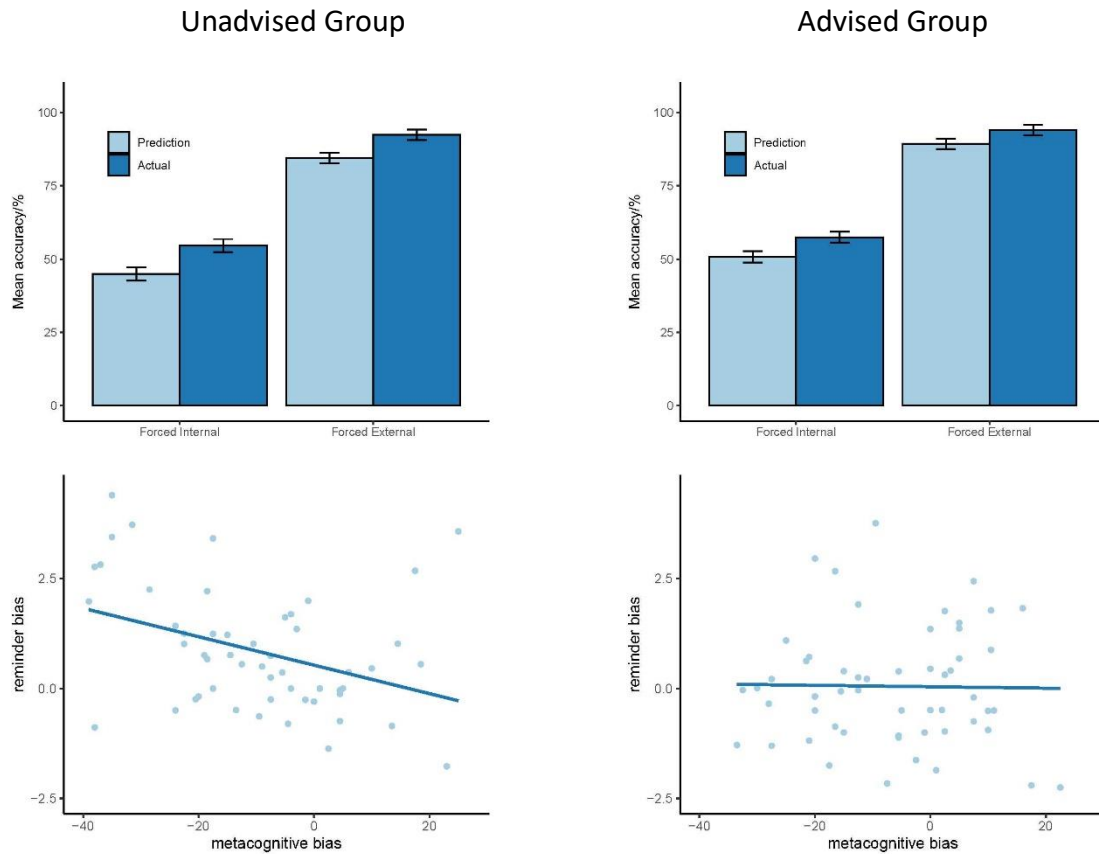 Unadvised Group
Advised Group
Mean accuracy/%
100
75
50
25
0
Prediction
Actual
Forced Internal
Forced External
Mean accuracy/%
100
75
50
25
0
Prediction
Actual
Forced Internal
Forced External
reminder bias
2.5
0.0
−2.5
−40
−20
0
20
metacognitive bias
reminder bias
2.5
0.0
−2.5
−40
−20
0
20
metacognitive bias